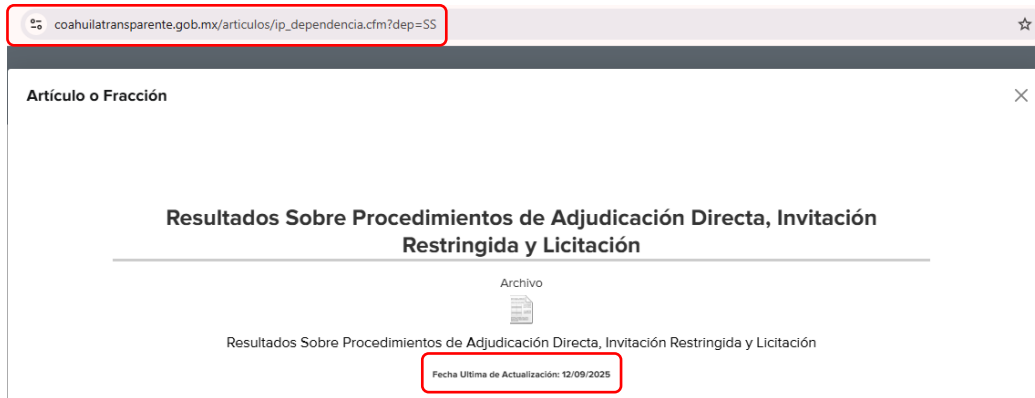 coahuilatransparente.gob.mx/articulos/ip_dependencia.cfm?dep=SS
Artículo o Fracción
Resultados Sobre Procedimientos de Adjudicación Directa, Invitación
Restringida y Licitación
Archivo
Resultados Sobre Procedimientos de Adjudicación Directa, Invitación Restringida y Licitación
Fecha Ultima de Actualización: 12/09/2025